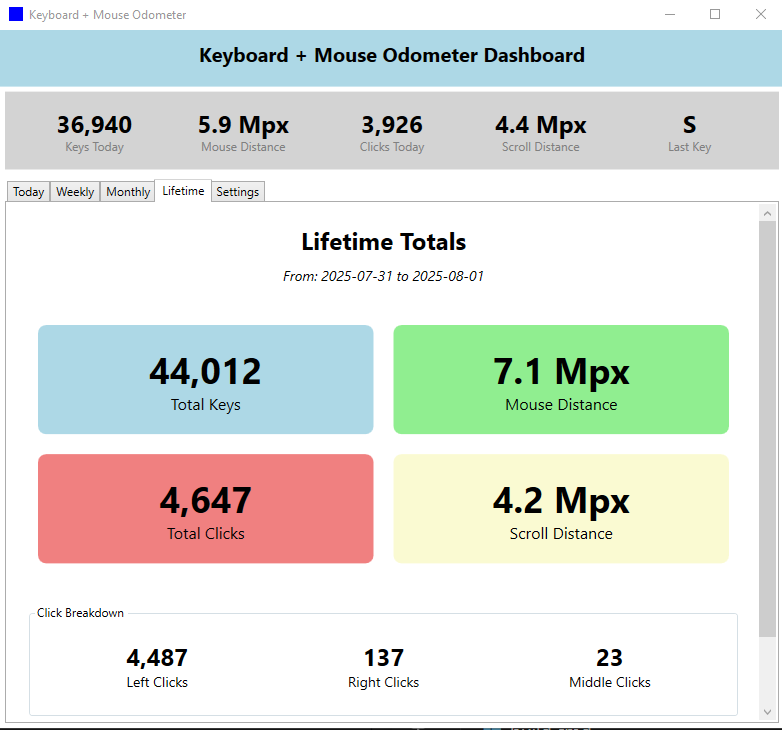 Keyboard + Mouse Odometer
Keyboard + Mouse Odometer Dashboard
36,940 5.9 Mpx 3,926 4.4 Mpx S
Keys Today Mouse Distance Clicks Today Scroll Distance Last Key
Today Weekly Monthly Lifetime Settings
Lifetime Totals
From: 2025-07-31 to 2025-08-01
44,012 7.1 Mpx
Total Keys Mouse Distance
4,647 4.2 Mpx
Total Clicks Scroll Distance
Click Breakdown
4,487 137 23
Left Clicks Right Clicks Middle Clicks